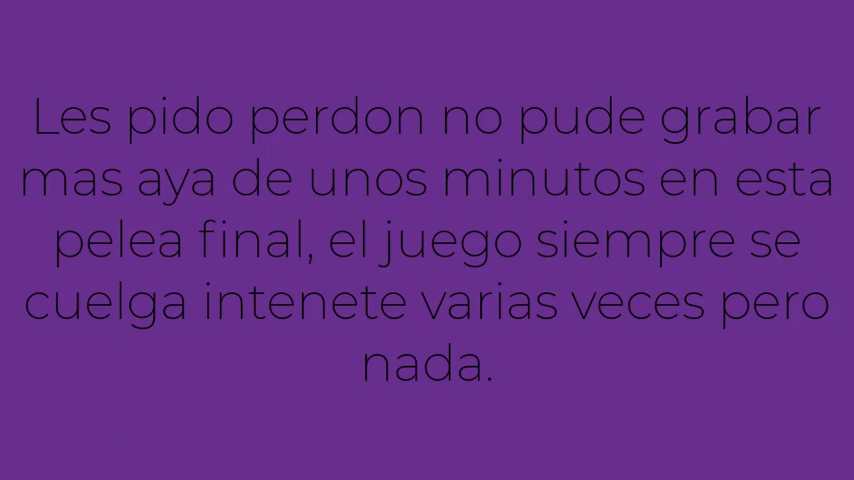 Les pido perdon no pude grabar
mas aya de unos minutos en esta
pelea final, el juego siempre se
cuelga intenete varias veces pero
nada.